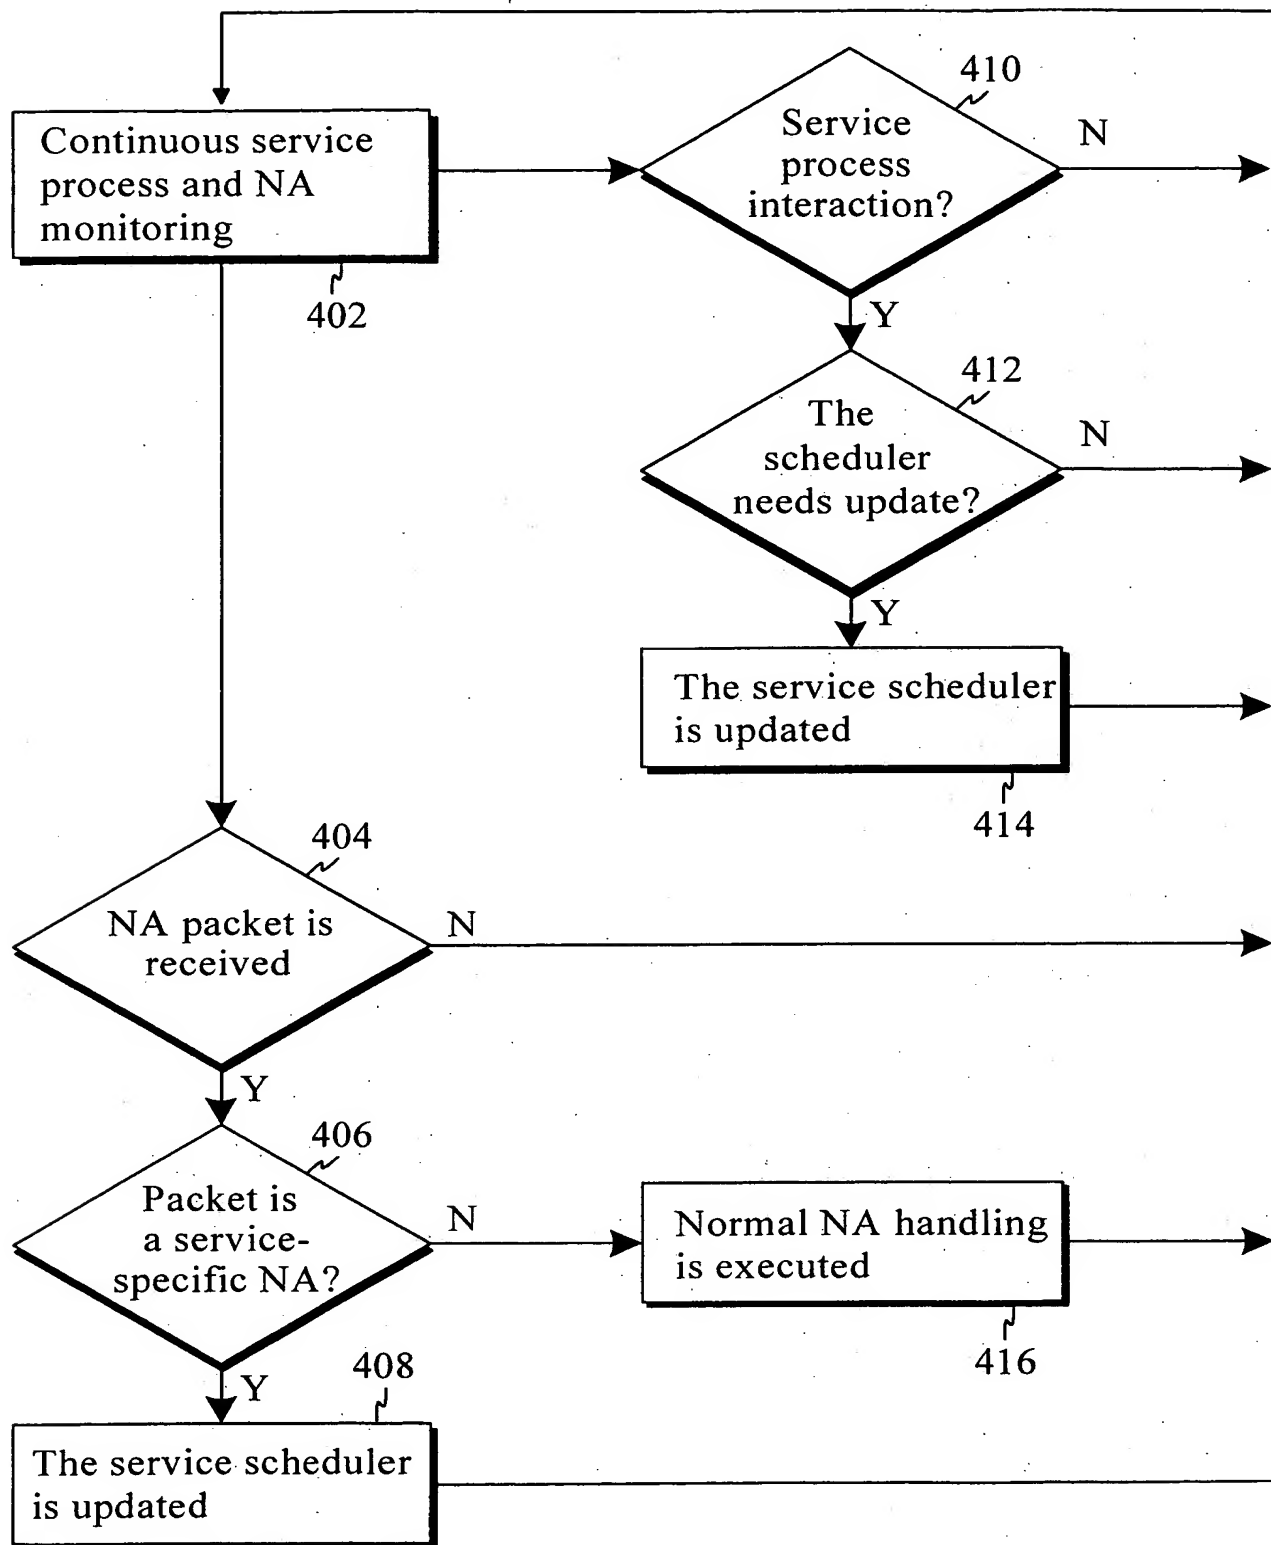 410
Service
process
interaction?
N
Continuous service
process and NA
monitoring
402
Y
412
The
scheduler
needs update?
N
Y
The service scheduler
is updated
414
404
NA packet is
received
N
Y
406
Packet is
a service-
specific NA?
N
Normal NA handling
is executed
416
Y
408
The service scheduler
is updated